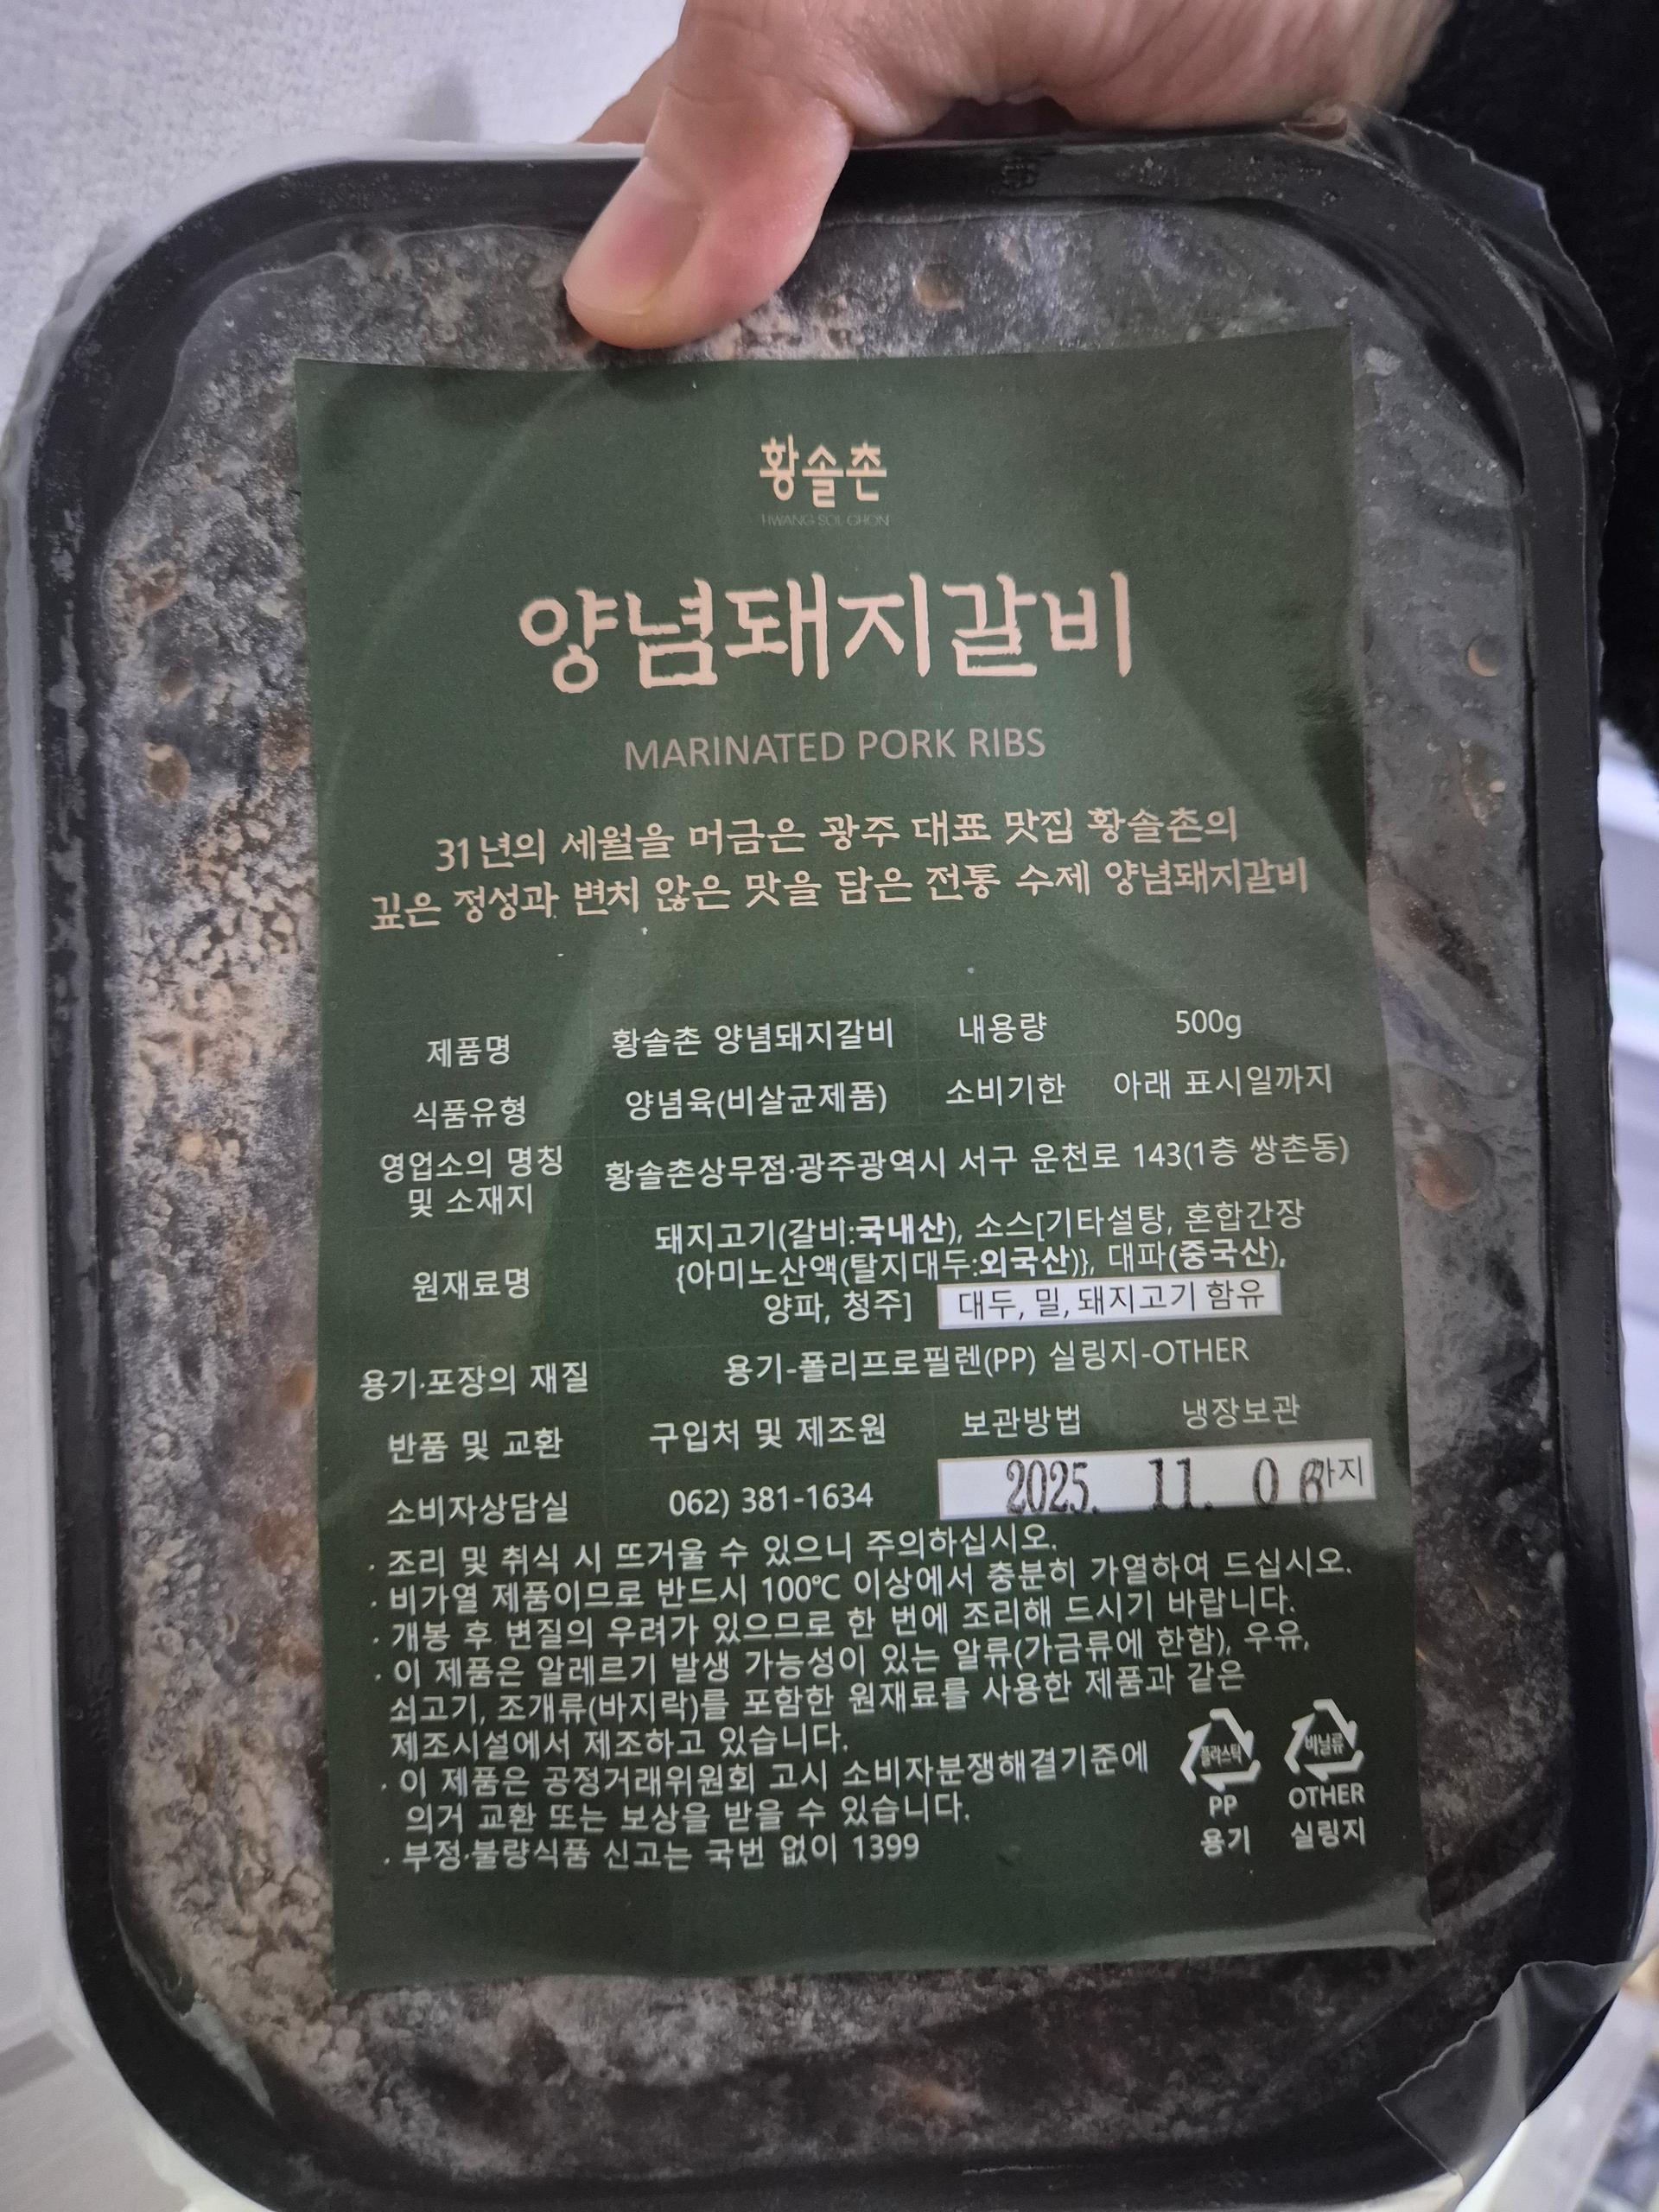 황솔촌
HWANG SOL CHON
양념돼지갈비
MARINATED PORK RIBS
31년의 세월을 머금은 광주 대표 맛집 황솔촌의
깊은 정성과 변치 않은 맛을 담은 전통 수제 양념돼지갈비
제품명 황솔촌 양념돼지갈비 내용량 500g
식품유형 양념육(비살균제품) 소비기한 아래 표시일까지
영업소의 명칭
및 소재지 황솔촌상무점·광주광역시 서구 운천로 143(1층 쌍촌동)
원재료명 돼지고기(갈비:국내산), 소스[기타설탕, 혼합간장
{아미노산액(탈지대두:외국산)}, 대파(중국산),
양파, 청주] 대두, 밀, 돼지고기 함유
용기·포장의 재질 용기-폴리프로필렌(PP) 실링지-OTHER
반품 및 교환 구입처 및 제조원 보관방법 냉장보관
소비자상담실 062) 381-1634 2025. 11. 06까지
· 조리 및 취식 시 뜨거울 수 있으니 주의하십시오.
· 비가열 제품이므로 반드시 100℃ 이상에서 충분히 가열하여 드십시오.
· 개봉 후 변질의 우려가 있으므로 한 번에 조리해 드시기 바랍니다.
· 이 제품은 알레르기 발생 가능성이 있는 알류(가금류에 한함), 우유,
쇠고기, 조개류(바지락)를 포함한 원재료를 사용한 제품과 같은
제조시설에서 제조하고 있습니다.
· 이 제품은 공정거래위원회 고시 소비자분쟁해결기준에
의거 교환 또는 보상을 받을 수 있습니다.
· 부정·불량식품 신고는 국번 없이 1399
플라스틱 비닐류
PP OTHER
용기 실링지